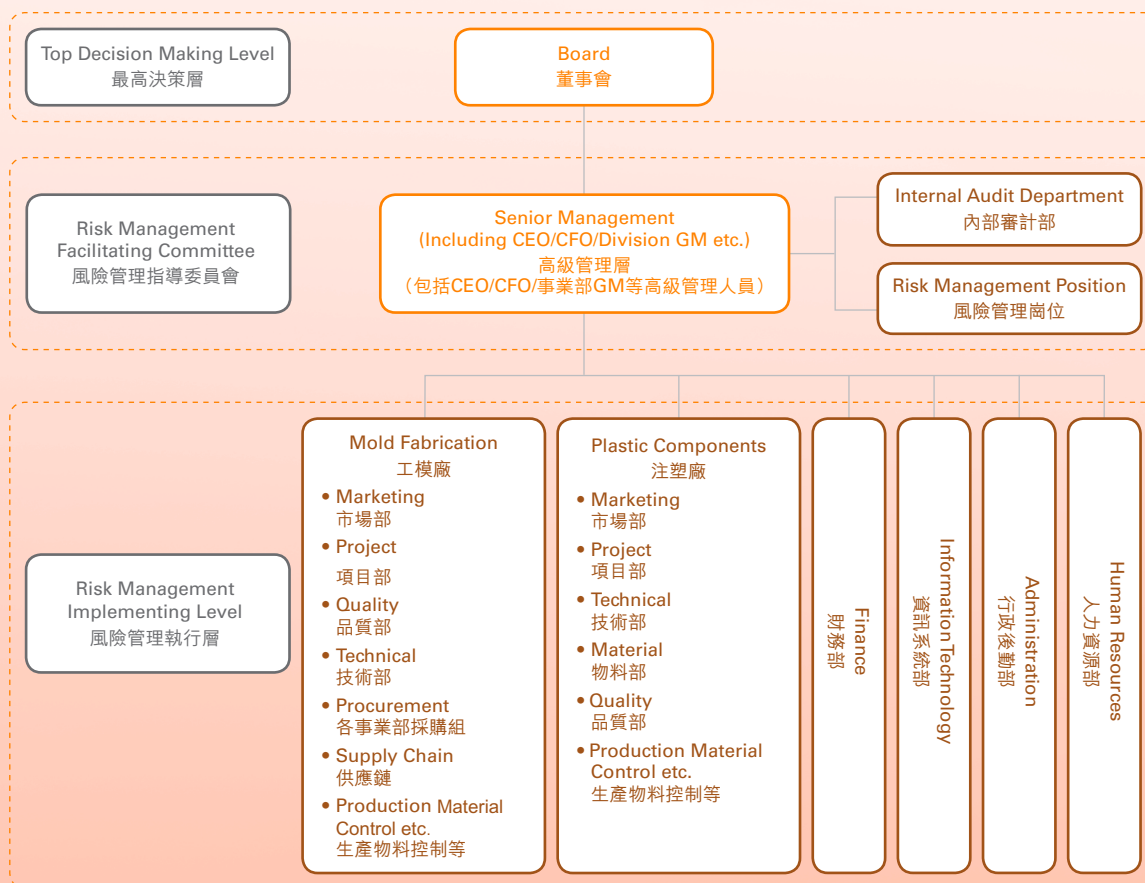 Top Decision Making Level
最高決策層
Board
董事會
Risk Management
Facilitating Committee
風險管理指導委員會
Senior Management
(Including CEO/CFO/Division GM etc.)
高級管理層
（包括CEO/CFO/事業部GM等高級管理人員）
Internal Audit Department
內部審計部
Risk Management Position
風險管理崗位
Risk Management
Implementing Level
風險管理執行層
Mold Fabrication
工模廠
• Marketing
市場部
• Project
項目部
• Quality
品質部
• Technical
技術部
• Procurement
各事業部採購組
• Supply Chain
供應鏈
• Production Material
Control etc.
生產物料控制等
Plastic Components
注塑廠
• Marketing
市場部
• Project
項目部
• Technical
技術部
• Material
物料部
• Quality
品質部
• Production Material
Control etc.
生產物料控制等
Finance
財務部
Information Technology
資訊系統部
Administration
行政後勤部
Human Resources
人力資源部